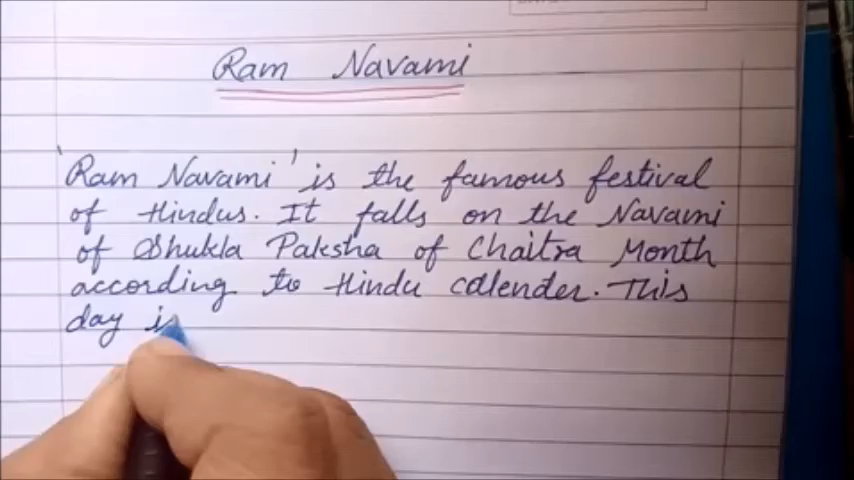 Ram Navami
'Ram Navami' is the famous festival
of Hindus. It falls on the Navami
of Shukla Paksha of Chaitra Month
according to Hindu calender. This
day is